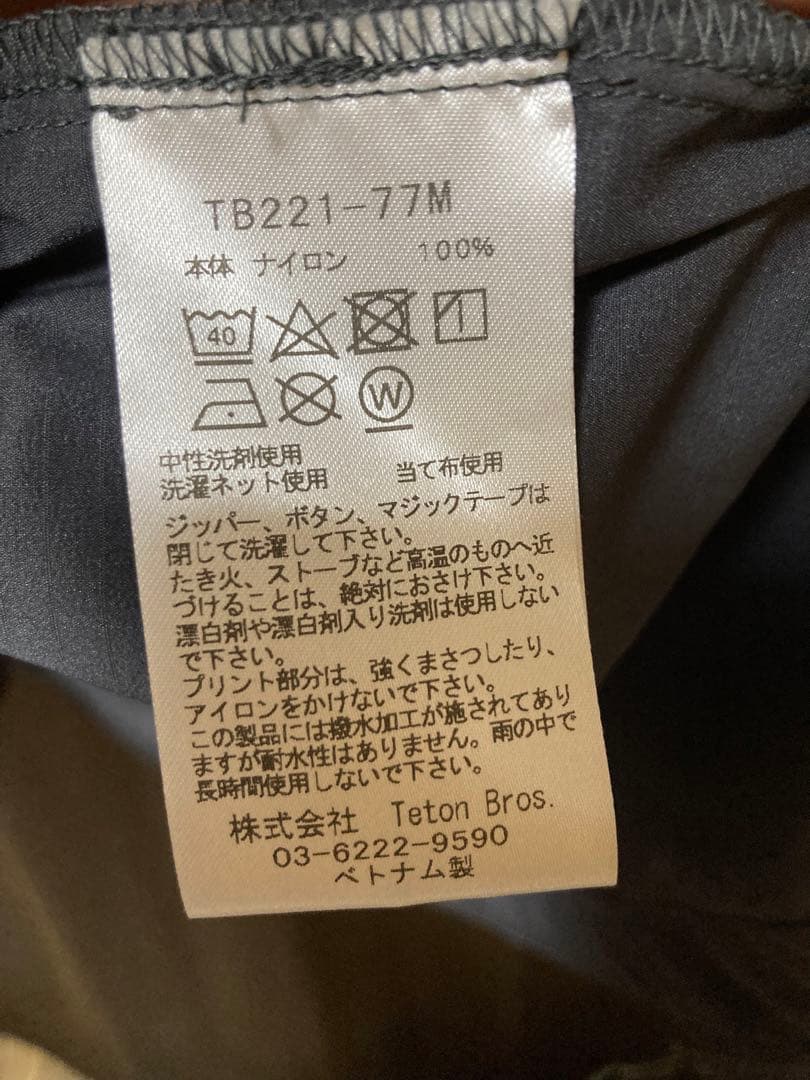 TB221-77M
本体 ナイロン 100%
40
W
中性洗剤使用
洗濯ネット使用 当て布使用
ジッパー、ボタン、マジックテープは
閉じて洗濯して下さい。
たき火、ストーブなど高温のものへ近
づけることは、絶対におさけ下さい。
漂白剤や漂白剤入り洗剤は使用しない
で下さい。
プリント部分は、強くまさつしたり、
アイロンをかけないで下さい。
この製品には撥水加工が施されてあり
ますが耐水性はありません。雨の中で
長時間使用しないで下さい。
株式会社 Teton Bros.
03-6222-9590
ベトナム製